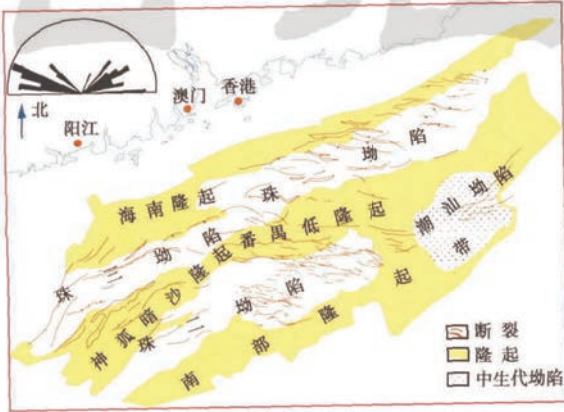 北
阳江
澳门
香港
海南隆起
珠 坳陷
珠三坳陷
番禺低隆起
神狐暗沙隆起
珠二坳陷
潮汕坳陷带
南部隆起
断裂
隆起
中生代坳陷